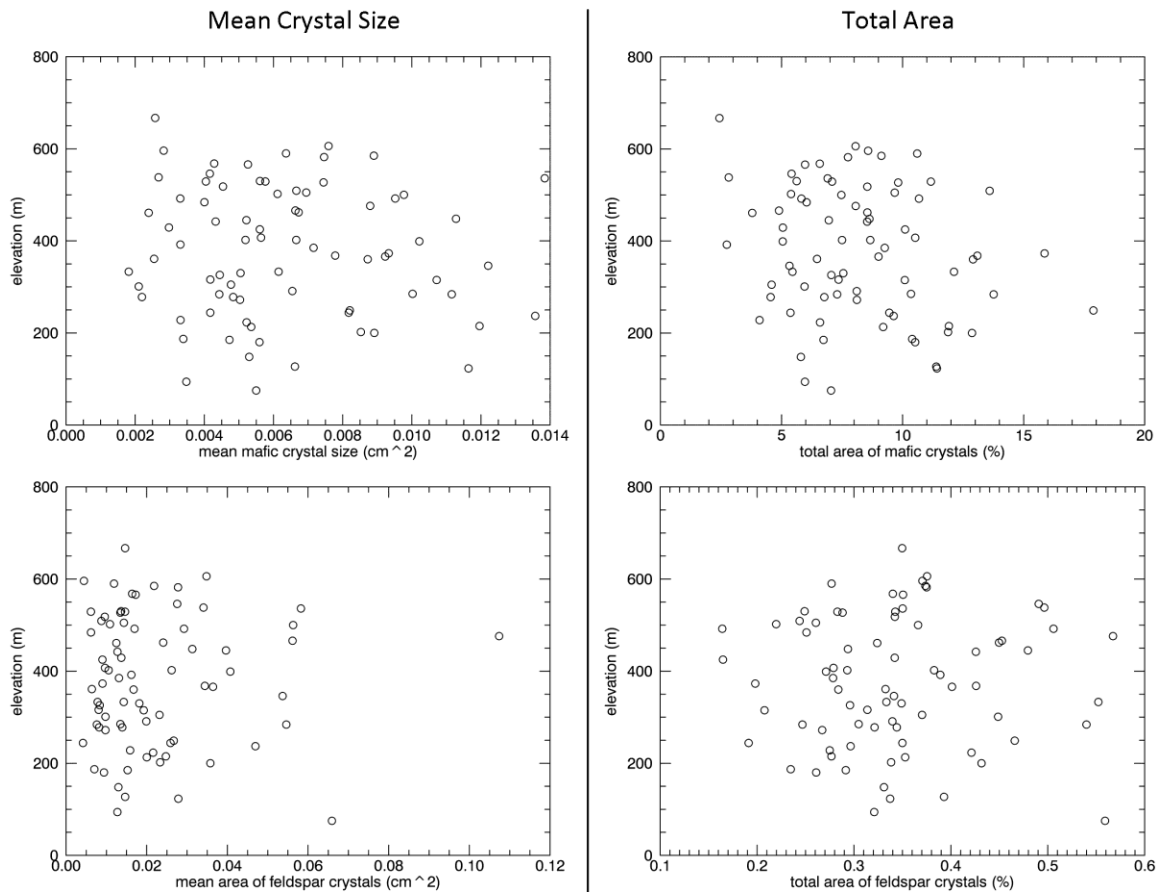 Mean Crystal Size
Total Area
800
600
400
200
0
elevation (m)
0.000 0.002 0.004 0.006 0.008 0.010 0.012 0.014
mean mafic crystal size (cm^2)
800
600
400
200
0
elevation (m)
0 5 10 15 20
total area of mafic crystals (%)
800
600
400
200
0
elevation (m)
0.00 0.02 0.04 0.06 0.08 0.10 0.12
mean area of feldspar crystals (cm^2)
800
600
400
200
0
elevation (m)
0.1 0.2 0.3 0.4 0.5 0.6
total area of feldspar crystals (%)